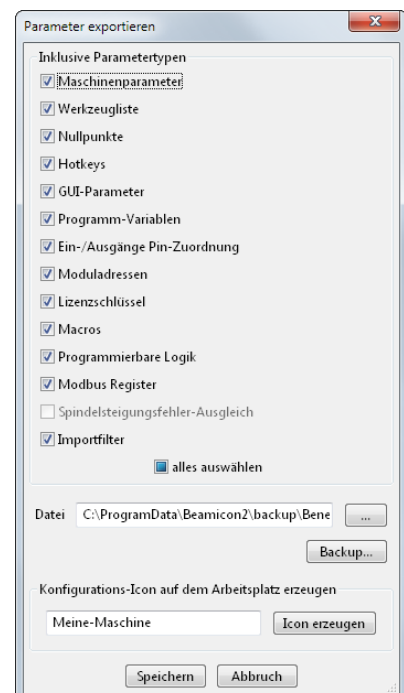 Parameter exportieren
Inklusive Parametertypen
Maschinenparameter
Werkzeugliste
Nullpunkte
Hotkeys
GUI-Parameter
Programm-Variablen
Ein-/Ausgänge Pin-Zuordnung
Moduladressen
Lizenzschlüssel
Macros
Programmierbare Logik
Modbus Register
Spindelsteigungsfehler-Ausgleich
Importfilter
alles auswählen
Datei C:\ProgramData\Beamicon2\backup\Bene ...
Backup...
Konfigurations-Icon auf dem Arbeitsplatz erzeugen
Meine-Maschine Icon erzeugen
Speichern Abbruch